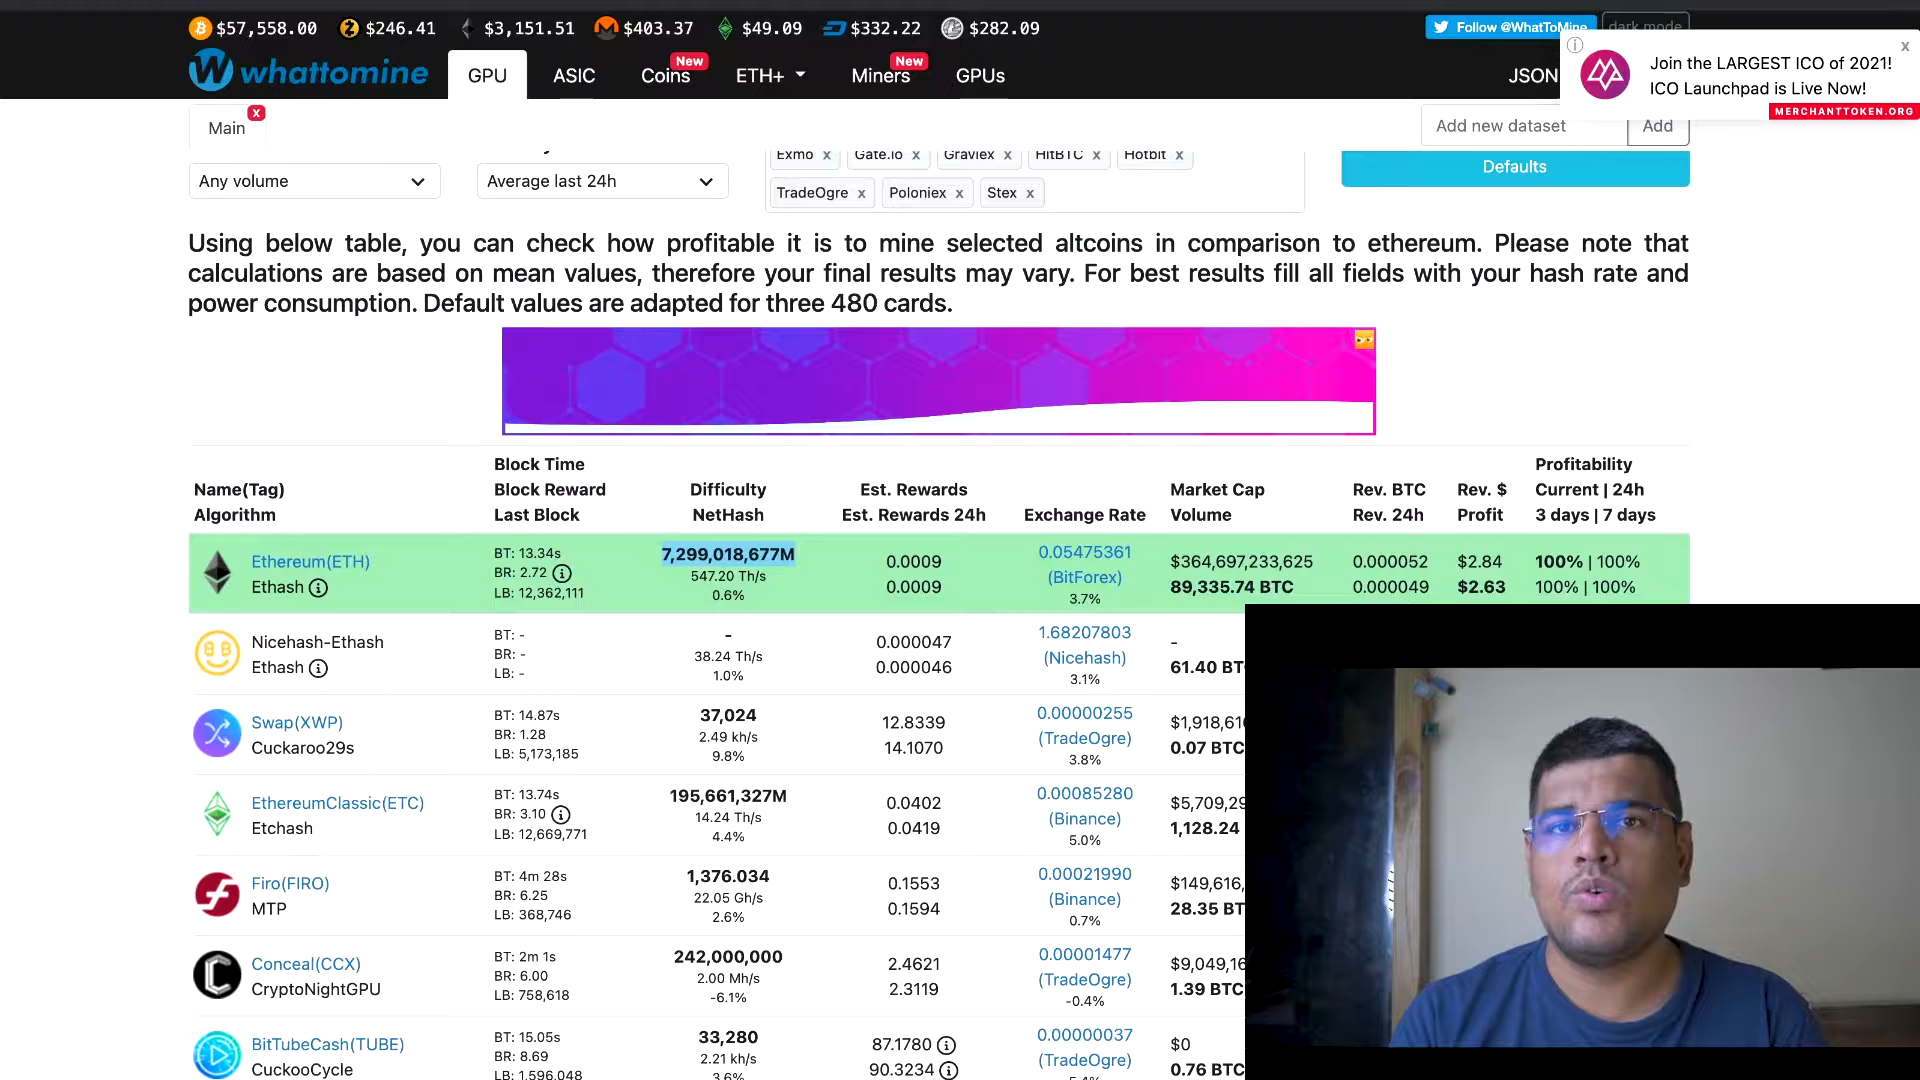 $57,558.00 $246.41 $3,151.51 $403.37 $49.09 $332.22 $282.09
Follow @WhatToMine dark mode
whattomine GPU ASIC Coins New ETH+ Miners New GPUs JSON
Join the LARGEST ICO of 2021!
ICO Launchpad is Live Now!
MERCHANTTOKEN.ORG
Main x
Add new dataset Add
Exmo x Gate.io x Graviex x HitBTC x Hotbit x
Any volume Average last 24h
TradeOgre x Poloniex x Stex x
Defaults
Using below table, you can check how profitable it is to mine selected altcoins in comparison to ethereum. Please note that
calculations are based on mean values, therefore your final results may vary. For best results fill all fields with your hash rate and
power consumption. Default values are adapted for three 480 cards.
Block Time Profitability
Name(Tag) Block Reward Difficulty Est. Rewards Market Cap Rev. BTC Rev. $ Current | 24h
Algorithm Last Block NetHash Est. Rewards 24h Exchange Rate Volume Rev. 24h Profit 3 days | 7 days
Ethereum(ETH)
Ethash
BT: 13.34s
BR: 2.72
LB: 12,362,111
7,299,018,677M
547.20 Th/s
0.6%
0.0009
0.0009
0.05475361
(BitForex)
3.7%
$364,697,233,625
89,335.74 BTC
0.000052
0.000049
$2.84
$2.63
100% | 100%
100% | 100%
Nicehash-Ethash
Ethash
BT: -
BR: -
LB: -
-
38.24 Th/s
1.0%
0.000047
0.000046
1.68207803
(Nicehash)
3.1%
-
61.40 BT
Swap(XWP)
Cuckaroo29s
BT: 14.87s
BR: 1.28
LB: 5,173,185
37,024
2.49 kh/s
9.8%
12.8339
14.1070
0.00000255
(TradeOgre)
3.8%
$1,918,61
0.07 BTC
EthereumClassic(ETC)
Etchash
BT: 13.74s
BR: 3.10
LB: 12,669,771
195,661,327M
14.24 Th/s
4.4%
0.0402
0.0419
0.00085280
(Binance)
5.0%
$5,709,29
1,128.24
Firo(FIRO)
MTP
BT: 4m 28s
BR: 6.25
LB: 368,746
1,376.034
22.05 Gh/s
2.6%
0.1553
0.1594
0.00021990
(Binance)
0.7%
$149,616,
28.35 BT
Conceal(CCX)
CryptoNightGPU
BT: 2m 1s
BR: 6.00
LB: 758,618
242,000,000
2.00 Mh/s
-6.1%
2.4621
2.3119
0.00001477
(TradeOgre)
-0.4%
$9,049,16
1.39 BTC
BitTubeCash(TUBE)
CuckooCycle
BT: 15.05s
BR: 8.69
LB: 1,596,048
33,280
2.21 kh/s
3.6%
87.1780
90.3234
0.00000037
(TradeOgre)
$0
0.76 BTC